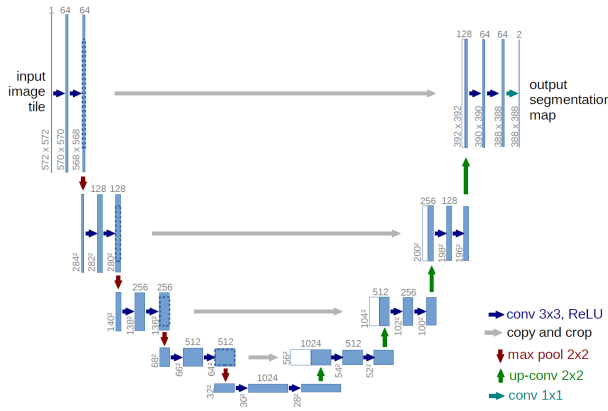 1
64
64
128
64
64
2
input
image
tile
output
segmentation
map
572 x 572
570 x 570
568 x 568
392 x 392
390 x 390
388 x 388
388 x 388
128
128
256
128
284²
282²
280²
200²
198²
196²
256
256
512
256
140²
138²
136²
104²
102²
100²
512
512
1024
512
68²
66²
64²
56²
54²
52²
1024
32²
30²
28²
conv 3x3, ReLU
copy and crop
max pool 2x2
up-conv 2x2
conv 1x1